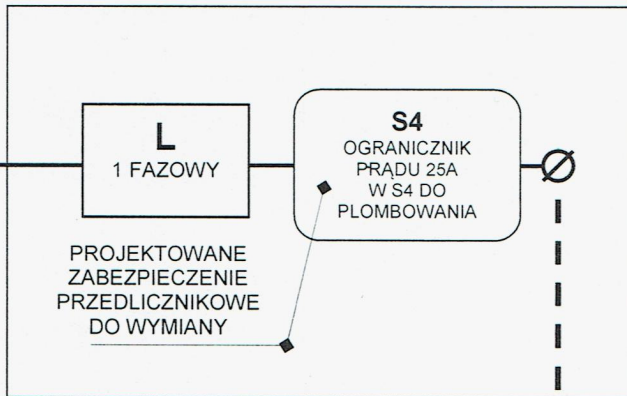 L
1 FAZOWY
S4
OGRANICZNIK
PRĄDU 25A
W S4 DO
PLOMBOWANIA
PROJEKTOWANE
ZABEZPIECZENIE
PRZEDLICZNIKOWE
DO WYMIANY